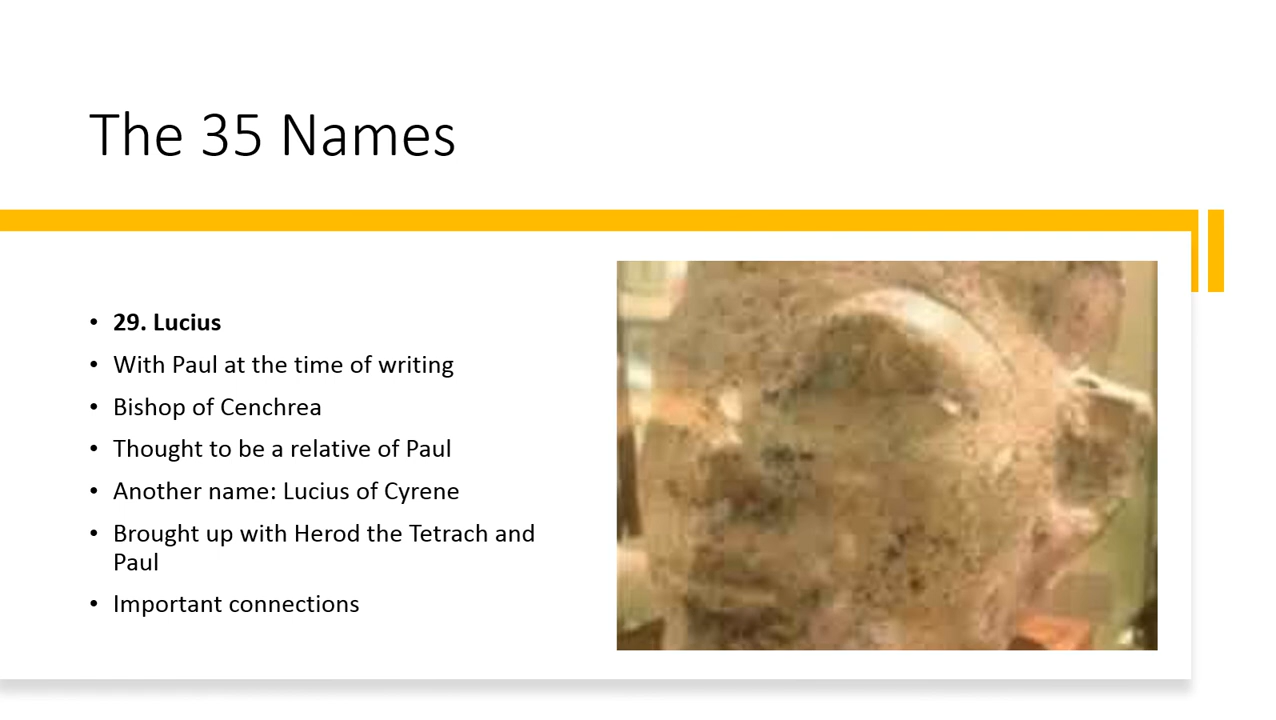 The 35 Names
• 29. Lucius
• With Paul at the time of writing
• Bishop of Cenchrea
• Thought to be a relative of Paul
• Another name: Lucius of Cyrene
• Brought up with Herod the Tetrach and
Paul
• Important connections